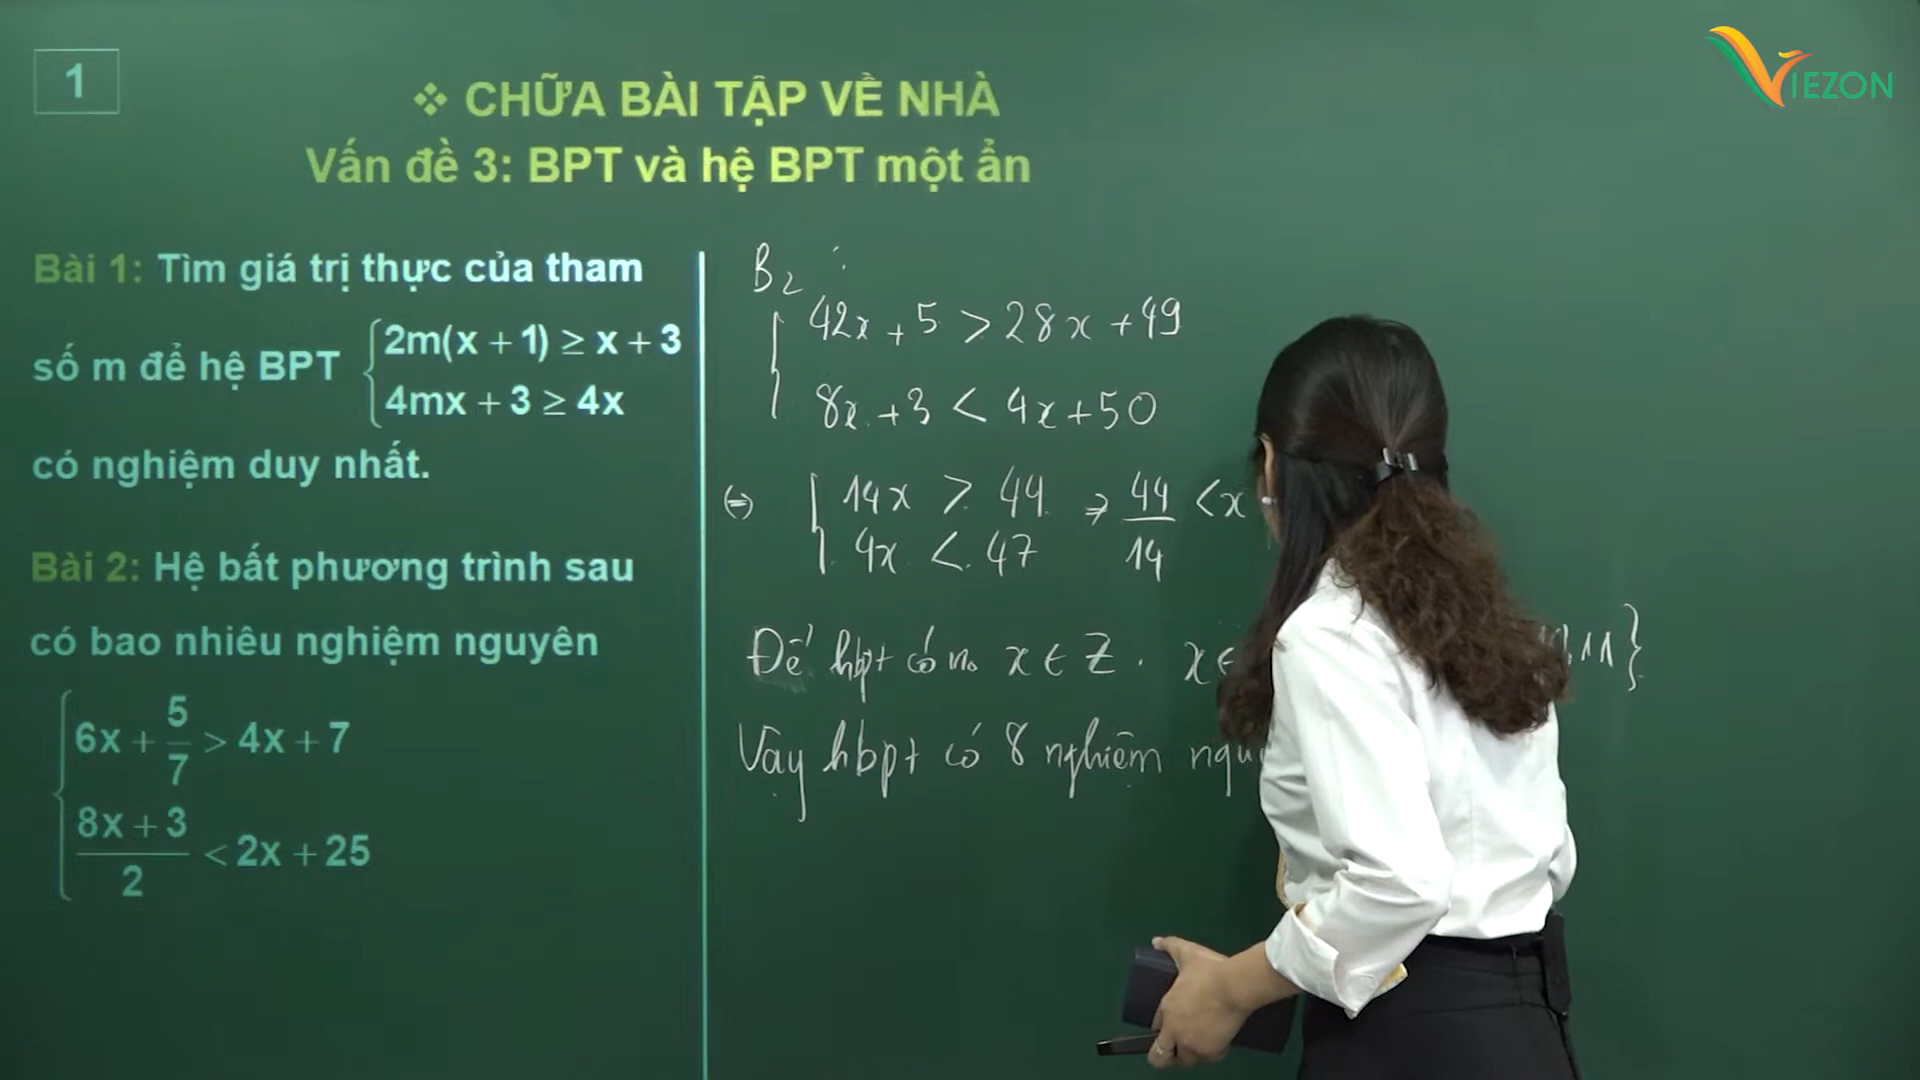 1
VIEZON
❖ CHỮA BÀI TẬP VỀ NHÀ
Vấn đề 3: BPT và hệ BPT một ẩn
Bài 1: Tìm giá trị thực của tham
số m để hệ BPT { 2m(x + 1) ≥ x + 3
4mx + 3 ≥ 4x
có nghiệm duy nhất.
Bài 2: Hệ bất phương trình sau
có bao nhiêu nghiệm nguyên
{ 6x + 5/7 > 4x + 7
(8x + 3)/2 < 2x + 25
B2 :
{ 42x + 5 > 28x + 49
8x + 3 < 4x + 50
(=) { 14x > 44 => 44/14 < x
4x < 47
Để hbpt có no x ∈ Z. x ∈ 11}
Vậy hbpt có 8 nghiệm